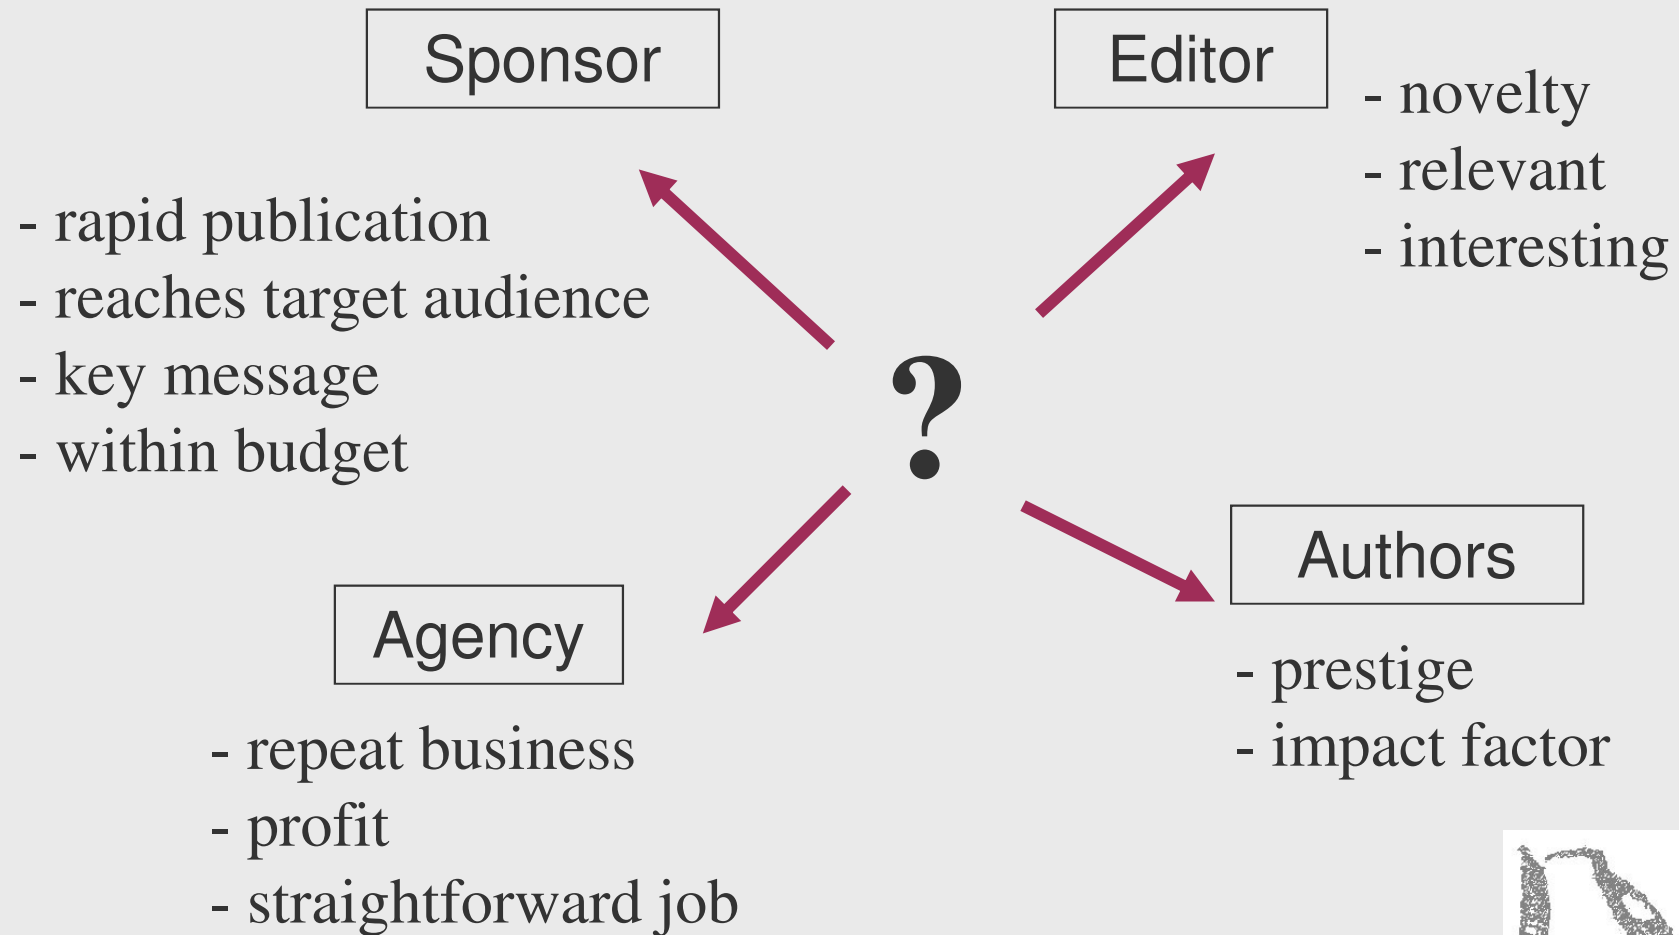 Sponsor
- rapid publication
- reaches target audience
- key message
- within budget
Editor
- novelty
- relevant
- interesting
?
Agency
- repeat business
- profit
- straightforward job
Authors
- prestige
- impact factor